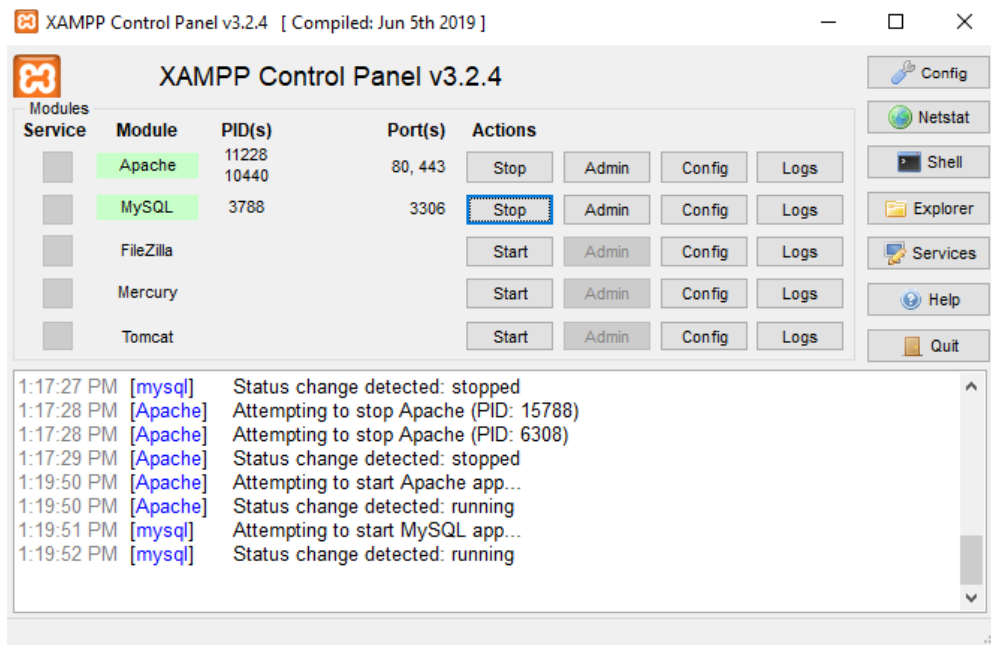 XAMPP Control Panel v3.2.4 [ Compiled: Jun 5th 2019 ]
XAMPP Control Panel v3.2.4
Config
Modules
Service Module PID(s) Port(s) Actions
Netstat
Apache 11228 10440 80, 443 Stop Admin Config Logs
Shell
MySQL 3788 3306 Stop Admin Config Logs
Explorer
FileZilla Start Admin Config Logs
Services
Mercury Start Admin Config Logs
Help
Tomcat Start Admin Config Logs
Quit
1:17:27 PM [mysql] Status change detected: stopped
1:17:28 PM [Apache] Attempting to stop Apache (PID: 15788)
1:17:28 PM [Apache] Attempting to stop Apache (PID: 6308)
1:17:29 PM [Apache] Status change detected: stopped
1:19:50 PM [Apache] Attempting to start Apache app...
1:19:50 PM [Apache] Status change detected: running
1:19:51 PM [mysql] Attempting to start MySQL app...
1:19:52 PM [mysql] Status change detected: running